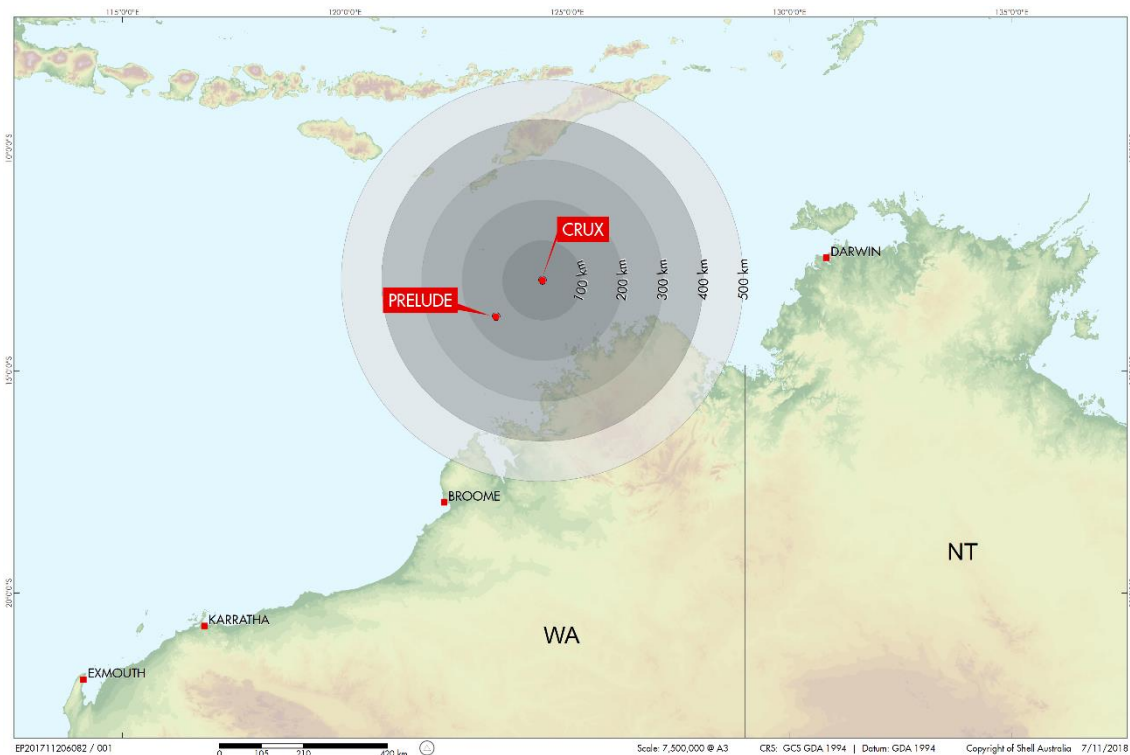 115°0'0"E
120°0'0"E
125°0'0"E
130°0'0"E
135°0'0"E
10°0'0"S
CRUX
DARWIN
PRELUDE
100 km
200 km
300 km
400 km
500 km
15°0'0"S
BROOME
NT
20°0'0"S
KARRATHA
WA
EXMOUTH
EP201711206082 / 001
0 105 210 420 km
Scale: 7,500,000 @ A3 CRS: GCS GDA 1994 | Datum: GDA 1994 Copyright of Shell Australia 7/11/2018